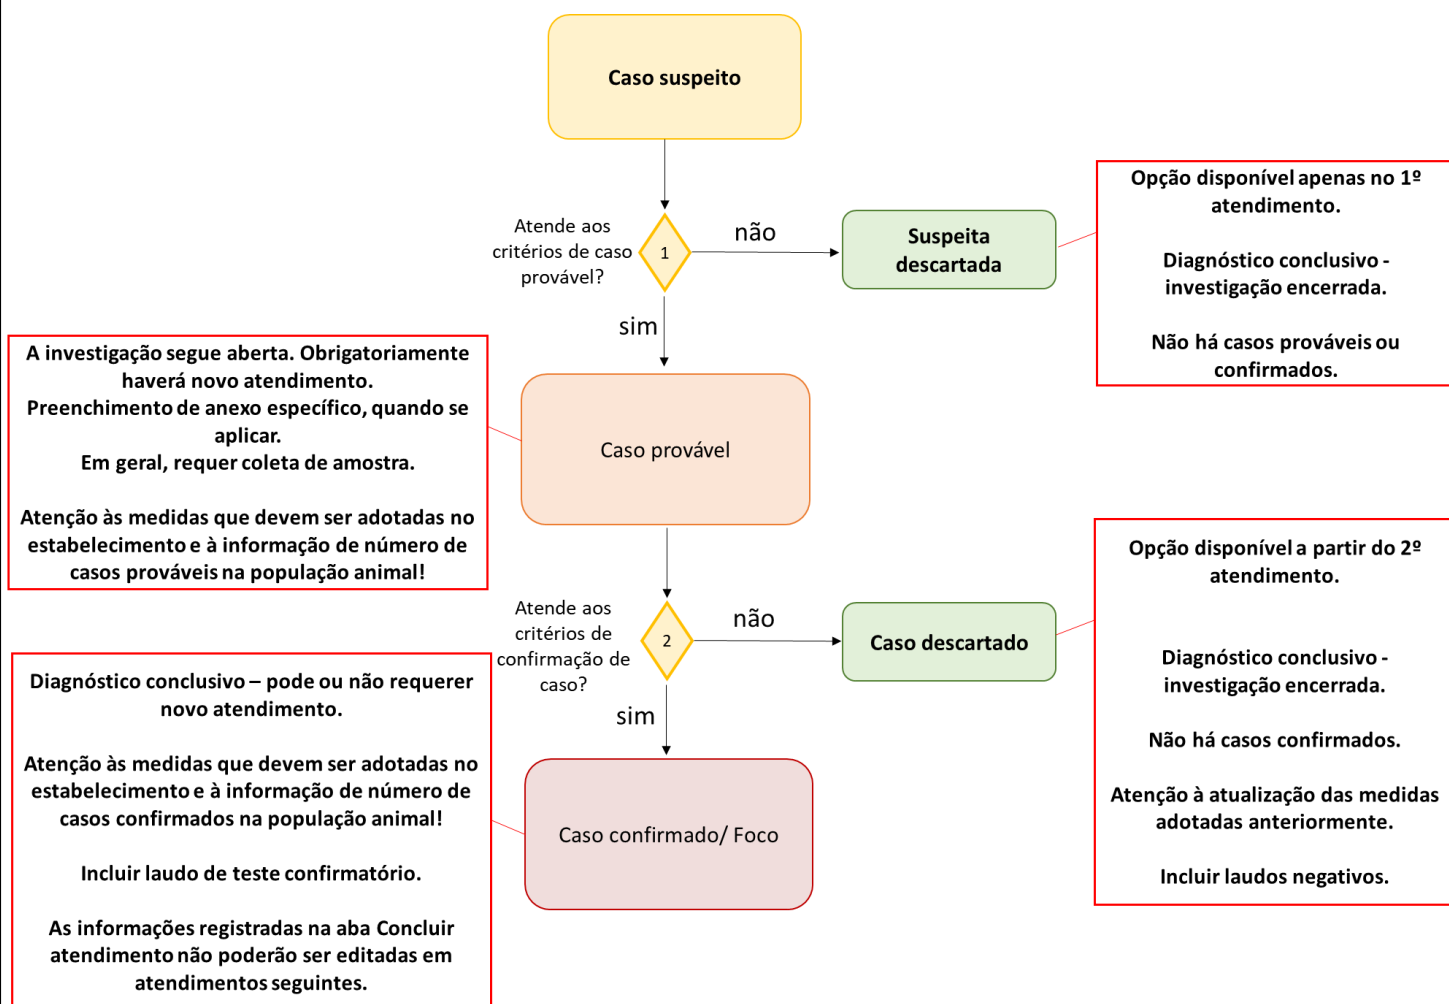 Caso suspeito
Atende aos
critérios de caso
provável?
1
não
Suspeita
descartada
Opção disponível apenas no 1º
atendimento.
Diagnóstico conclusivo -
investigação encerrada.
Não há casos prováveis ou
confirmados.
sim
A investigação segue aberta. Obrigatoriamente
haverá novo atendimento.
Preenchimento de anexo específico, quando se
aplicar.
Em geral, requer coleta de amostra.
Atenção às medidas que devem ser adotadas no
estabelecimento e à informação de número de
casos prováveis na população animal!
Caso provável
Atende aos
critérios de
confirmação de
caso?
2
não
Caso descartado
Opção disponível a partir do 2º
atendimento.
Diagnóstico conclusivo -
investigação encerrada.
Não há casos confirmados.
Atenção à atualização das medidas
adotadas anteriormente.
Incluir laudos negativos.
sim
Diagnóstico conclusivo – pode ou não requerer
novo atendimento.
Atenção às medidas que devem ser adotadas no
estabelecimento e à informação de número de
casos confirmados na população animal!
Incluir laudo de teste confirmatório.
As informações registradas na aba Concluir
atendimento não poderão ser editadas em
atendimentos seguintes.
Caso confirmado/ Foco